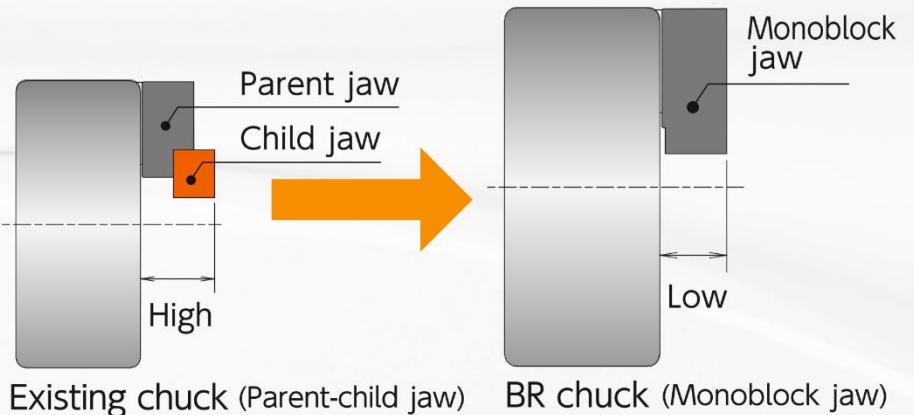 Parent jaw
Child jaw
High
Existing chuck (Parent-child jaw)
Monoblock
jaw
Low
BR chuck (Monoblock jaw)